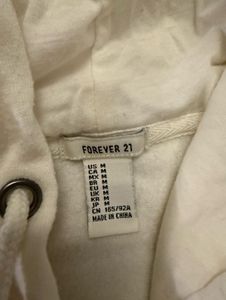 FOREVER 21
US M
CA M
MX M
BR M
EU M
UK M
KR M
JP M
CN 165/92A
MADE IN CHINA